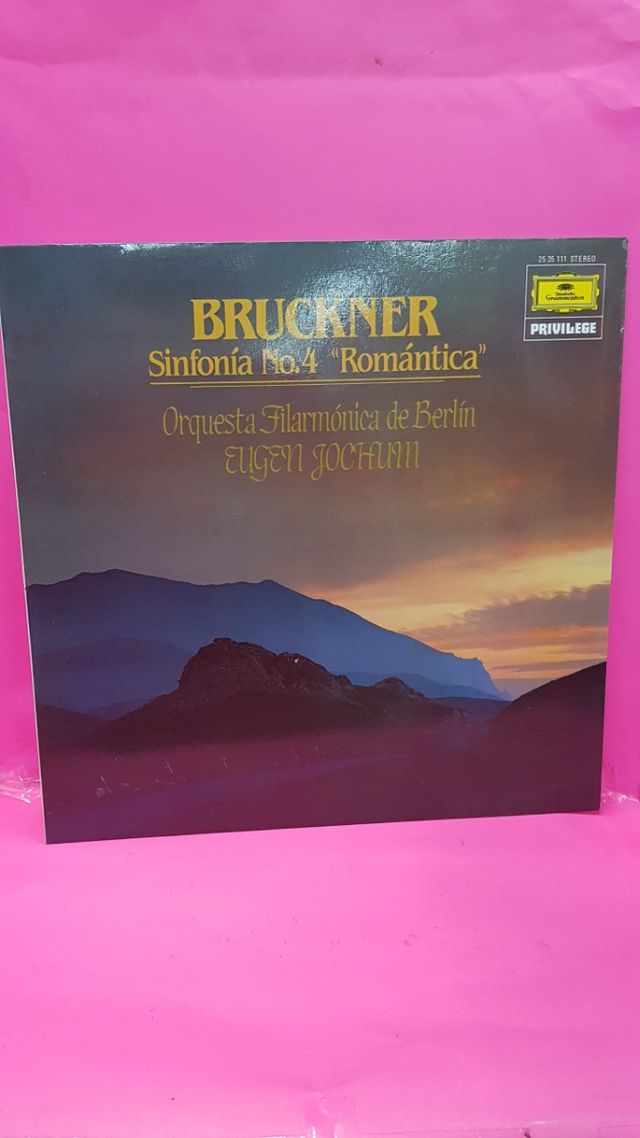 25 35 111 STEREO
Deutsche
Grammophon
PRIVILEGE
BRUCKNER
Sinfonía No.4 “Romántica”
Orquesta Filarmónica de Berlín
EUGEN JOCHUM